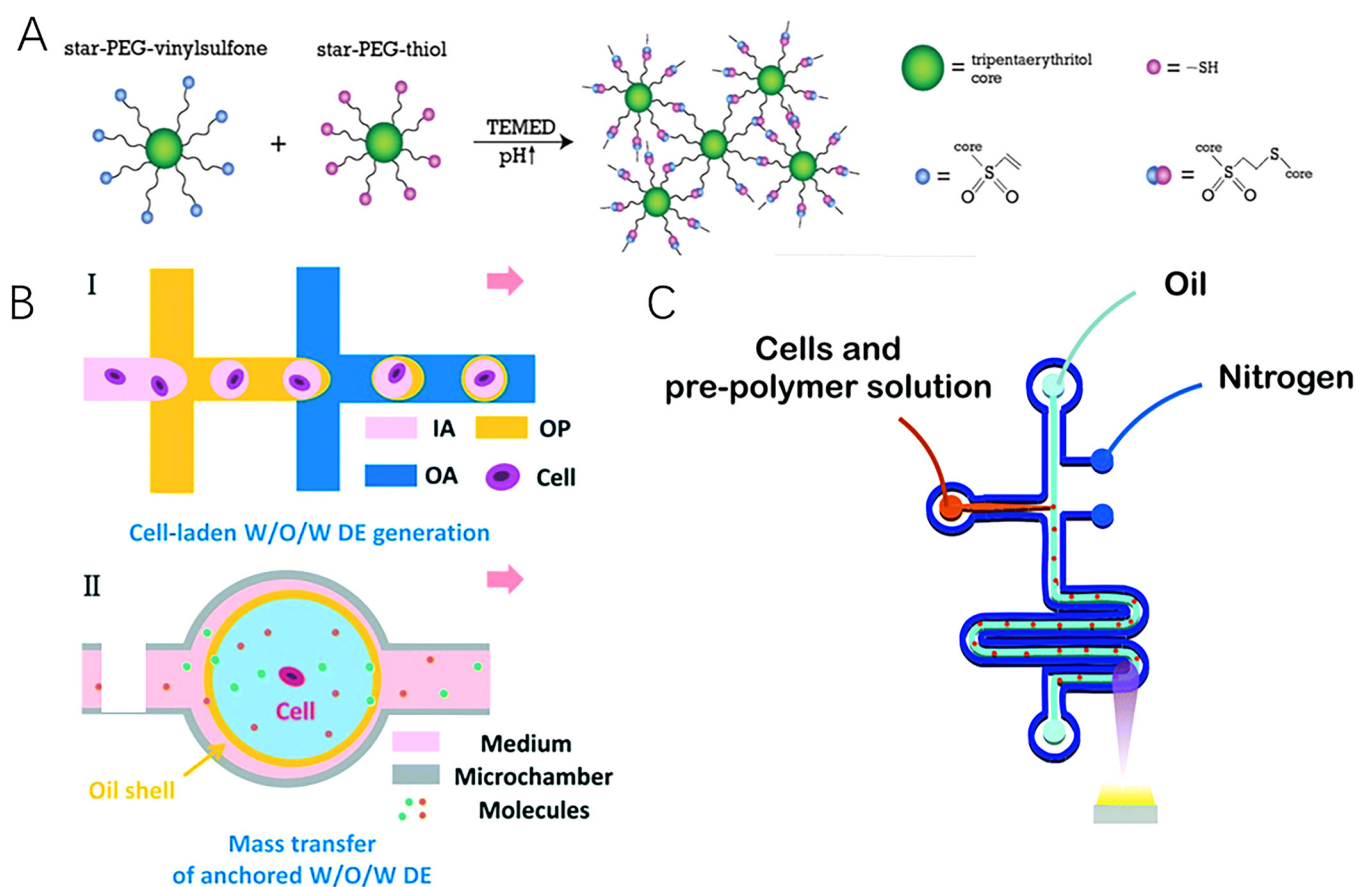 A
star-PEG-vinylsulfone
star-PEG-thiol
+
TEMED
pH↑
= tripentaerythritol
core
= –SH
=
core
S
O
O
=
core
S
S
core
O
O
B
I
IA
OP
OA
Cell
Cell-laden W/O/W DE generation
II
Cell
Oil shell
Medium
Microchamber
Molecules
Mass transfer
of anchored W/O/W DE
C
Oil
Cells and
pre-polymer solution
Nitrogen